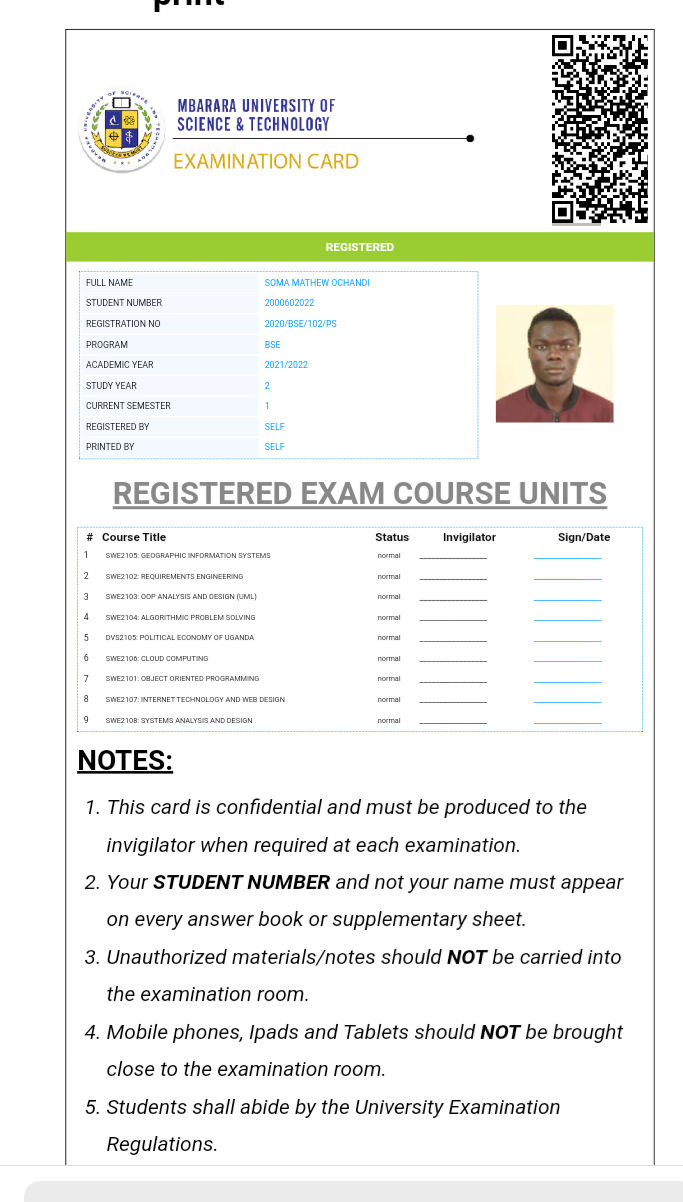 print
MBARARA UNIVERSITY OF
SCIENCE & TECHNOLOGY
EXAMINATION CARD
REGISTERED
FULL NAME SOMA MATHEW OCHANDI
STUDENT NUMBER 2000602022
REGISTRATION NO 2020/BSE/102/PS
PROGRAM BSE
ACADEMIC YEAR 2021/2022
STUDY YEAR 2
CURRENT SEMESTER 1
REGISTERED BY SELF
PRINTED BY SELF
REGISTERED EXAM COURSE UNITS
# Course Title Status Invigilator Sign/Date
1 SWE2105: GEOGRAPHIC INFORMATION SYSTEMS normal
2 SWE2102: REQUIREMENTS ENGINEERING normal
3 SWE2103: OOP ANALYSIS AND DESIGN (UML) normal
4 SWE2104: ALGORITHMIC PROBLEM SOLVING normal
5 DVS2105: POLITICAL ECONOMY OF UGANDA normal
6 SWE2106: CLOUD COMPUTING normal
7 SWE2101: OBJECT ORIENTED PROGRAMMING normal
8 SWE2107: INTERNET TECHNOLOGY AND WEB DESIGN normal
9 SWE2108: SYSTEMS ANALYSIS AND DESIGN normal
NOTES:
1. This card is confidential and must be produced to the
invigilator when required at each examination.
2. Your STUDENT NUMBER and not your name must appear
on every answer book or supplementary sheet.
3. Unauthorized materials/notes should NOT be carried into
the examination room.
4. Mobile phones, Ipads and Tablets should NOT be brought
close to the examination room.
5. Students shall abide by the University Examination
Regulations.